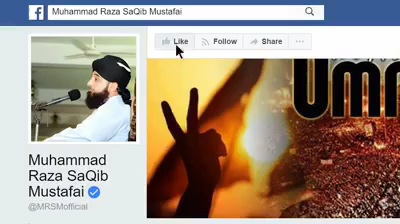 Muhammad Raza SaQib Mustafai
Like
Follow
Share
Umm
Muhammad
Raza SaQib
Mustafai
@MRSMofficial